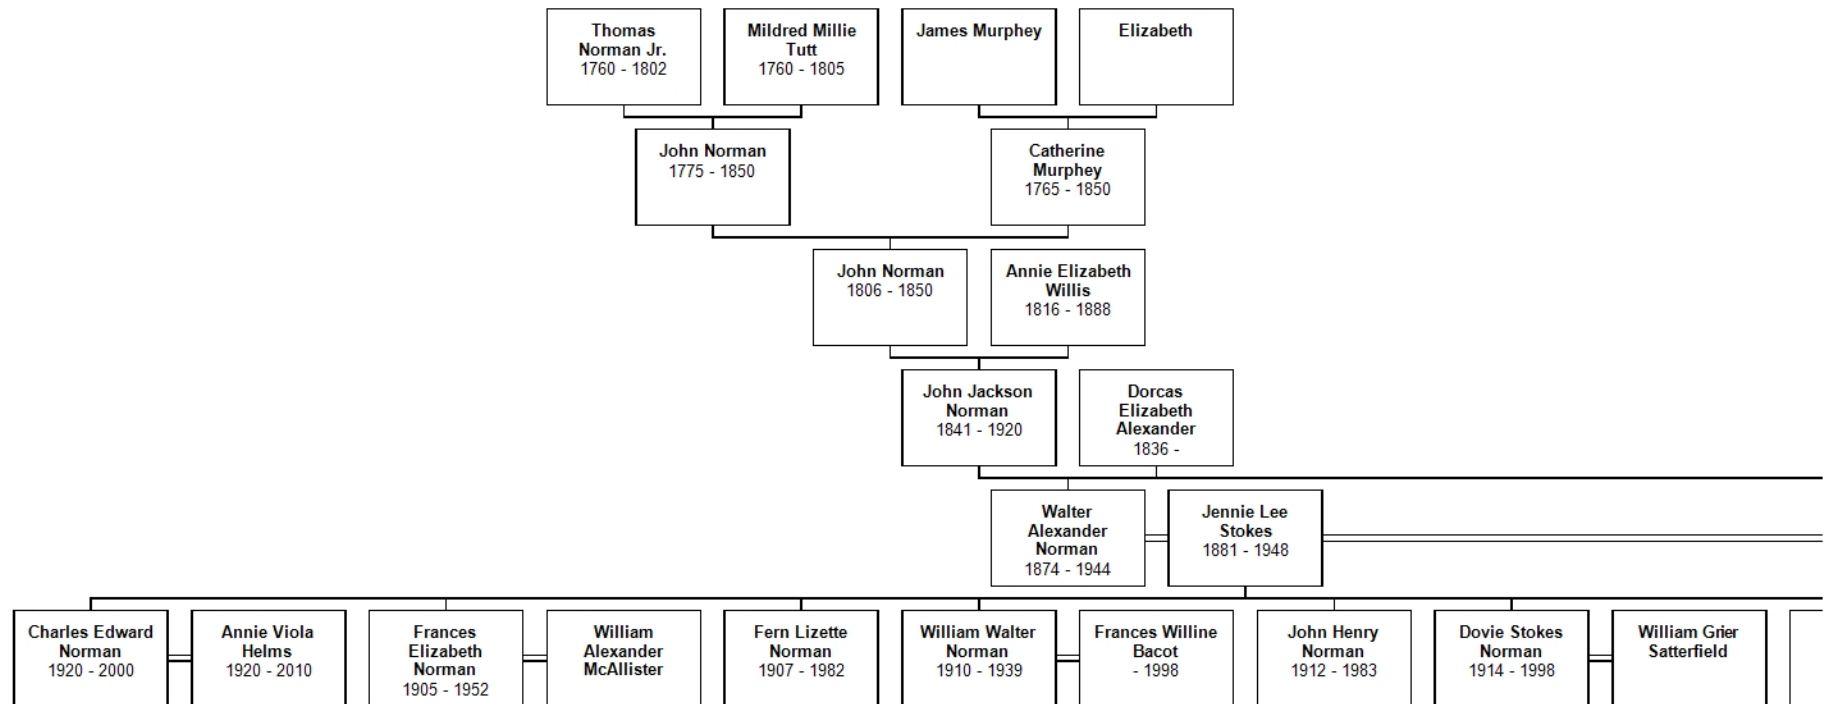 Thomas
Norman Jr.
1760 - 1802
Mildred Millie
Tutt
1760 - 1805
James Murphey
Elizabeth
John Norman
1775 - 1850
Catherine
Murphey
1765 - 1850
John Norman
1806 - 1850
Annie Elizabeth
Willis
1816 - 1888
John Jackson
Norman
1841 - 1920
Dorcas
Elizabeth
Alexander
1836 -
Walter
Alexander
Norman
1874 - 1944
Jennie Lee
Stokes
1881 - 1948
Charles Edward
Norman
1920 - 2000
Annie Viola
Helms
1920 - 2010
Frances
Elizabeth
Norman
1905 - 1952
William
Alexander
McAllister
Fern Lizette
Norman
1907 - 1982
William Walter
Norman
1910 - 1939
Frances Willine
Bacot
- 1998
John Henry
Norman
1912 - 1983
Dovie Stokes
Norman
1914 - 1998
William Grier
Satterfield